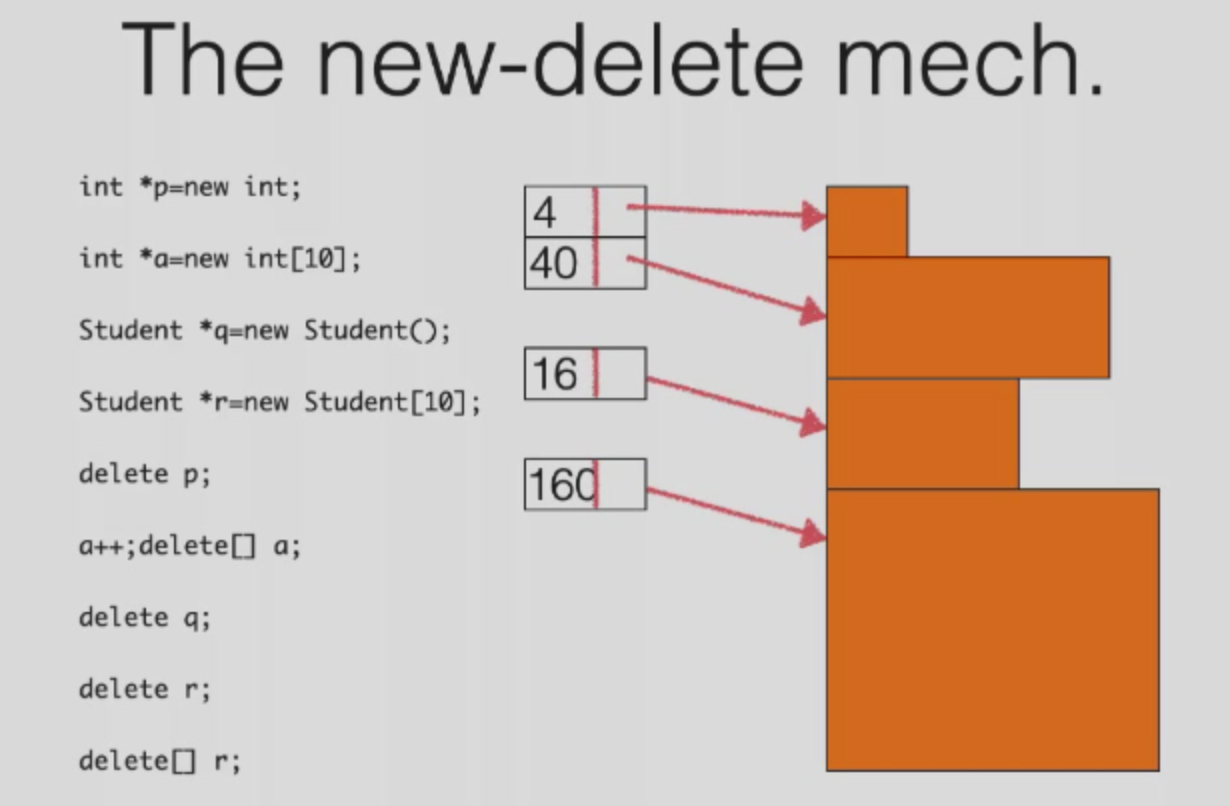 The new-delete mech.
int *p=new int;
int *a=new int[10];
Student *q=new Student();
Student *r=new Student[10];
delete p;
a++;delete[] a;
delete q;
delete r;
delete[] r;
4
40
16
160